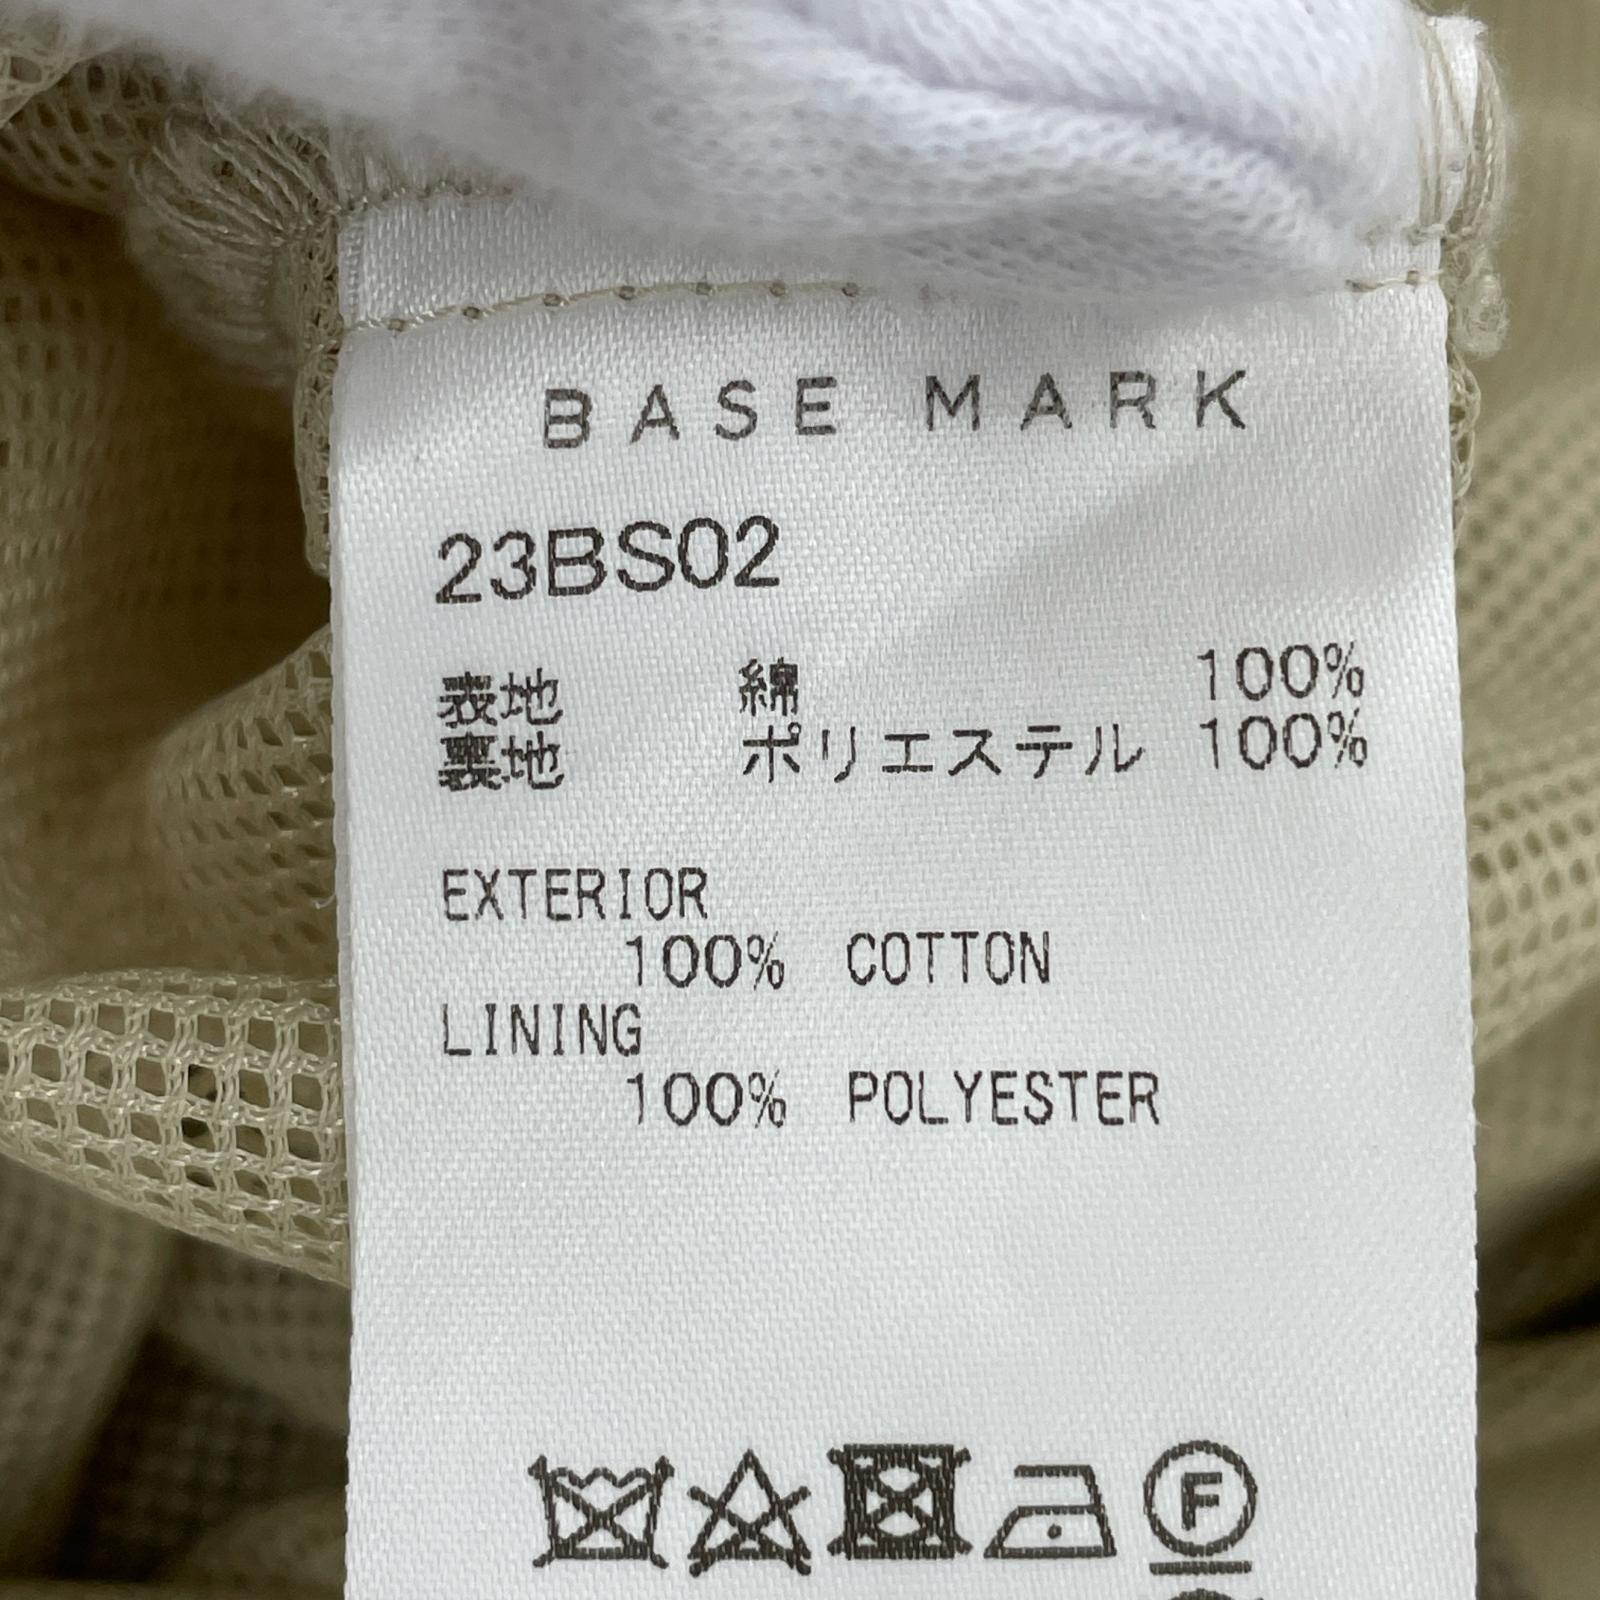 BASE MARK
23BS02
表地 綿 100%
裏地 ポリエステル 100%
EXTERIOR
100% COTTON
LINING
100% POLYESTER
F